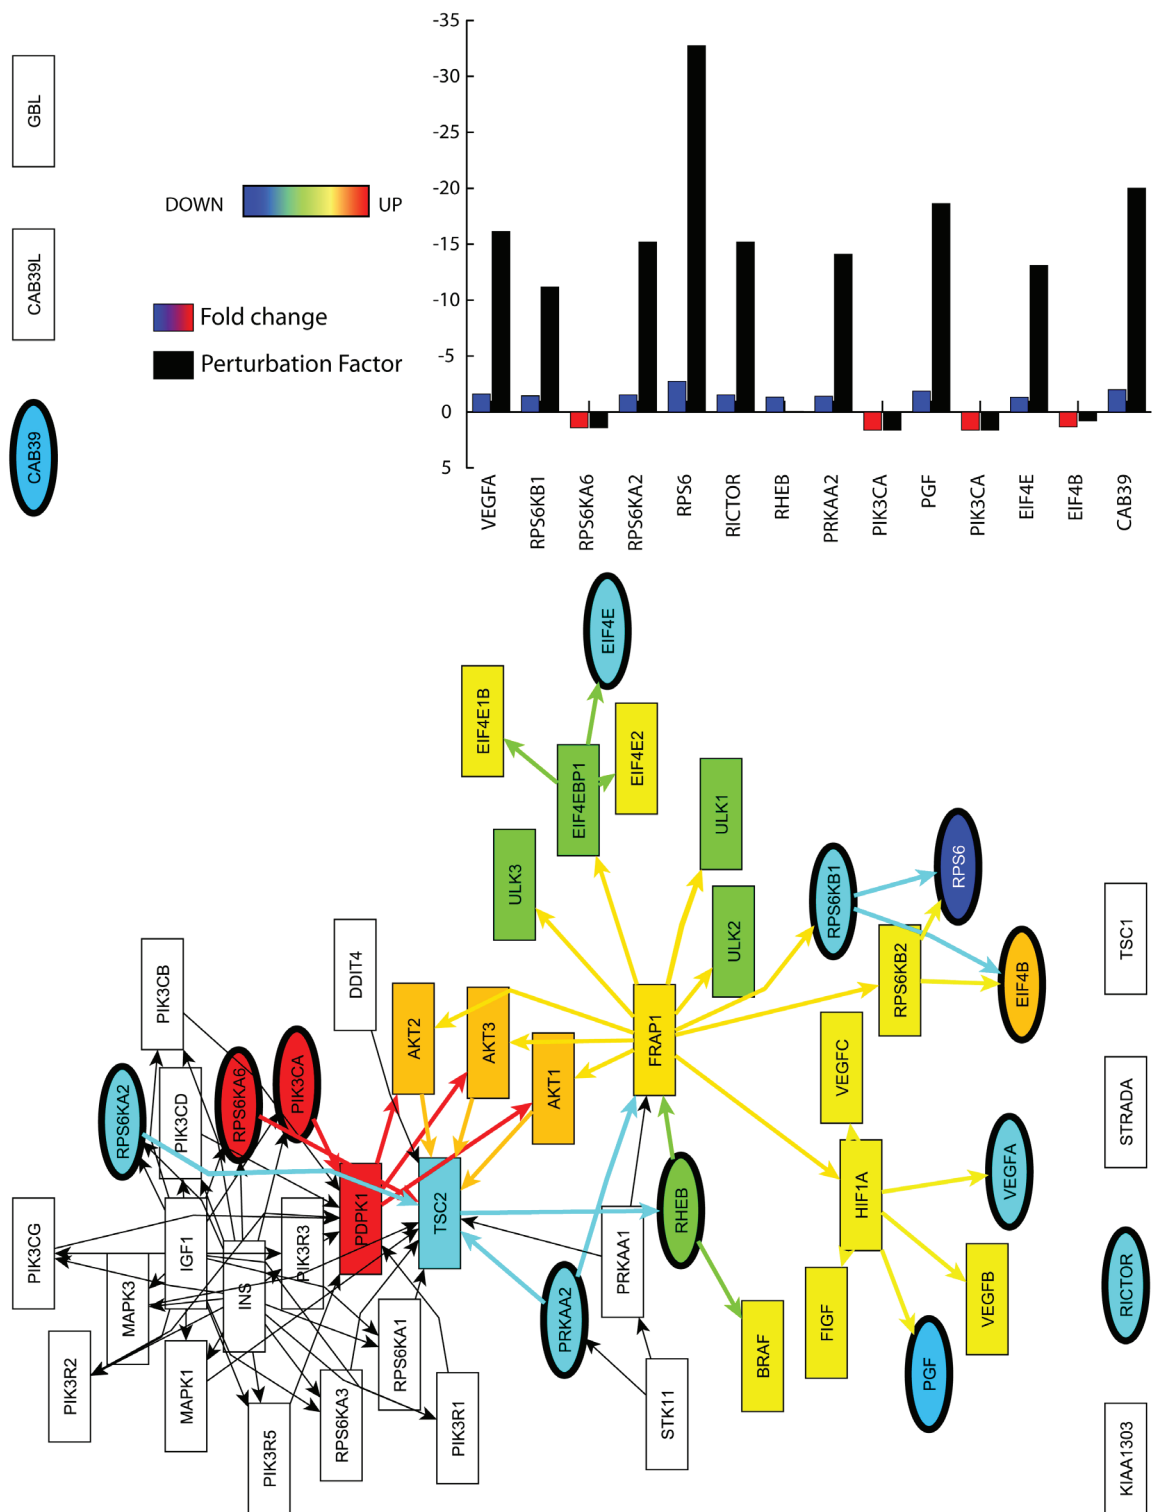 GBL
CAB39L
CAB39
DOWN
UP
Fold change
Perturbation Factor
-35
-30
-25
-20
-15
-10
-5
0
5
VEGFA
RPS6KB1
RPS6KA6
RPS6KA2
RPS6
RICTOR
RHEB
PRKAA2
PIK3CA
PGF
PIK3CA
EIF4E
EIF4B
CAB39
EIF4E
EIF4E1B
EIF4E2
EIF4EBP1
ULK1
ULK3
ULK2
RPS6KB1
RPS6
RPS6KB2
EIF4B
TSC1
DDIT4
PIK3CB
AKT2
AKT3
AKT1
FRAP1
RPS6KA2
PIK3CD
RPS6KA6
PIK3CA
VEGFC
STRADA
VEGFA
PIK3CG
MAPK3
IGF1
INS
PIK3R3
PDPK1
TSC2
RHEB
HIF1A
PRKAA1
PRKAA2
RICTOR
PIK3R2
MAPK1
PIK3R5
RPS6KA3
RPS6KA1
PIK3R1
STK11
BRAF
FIGF
VEGFB
PGF
KIAA1303